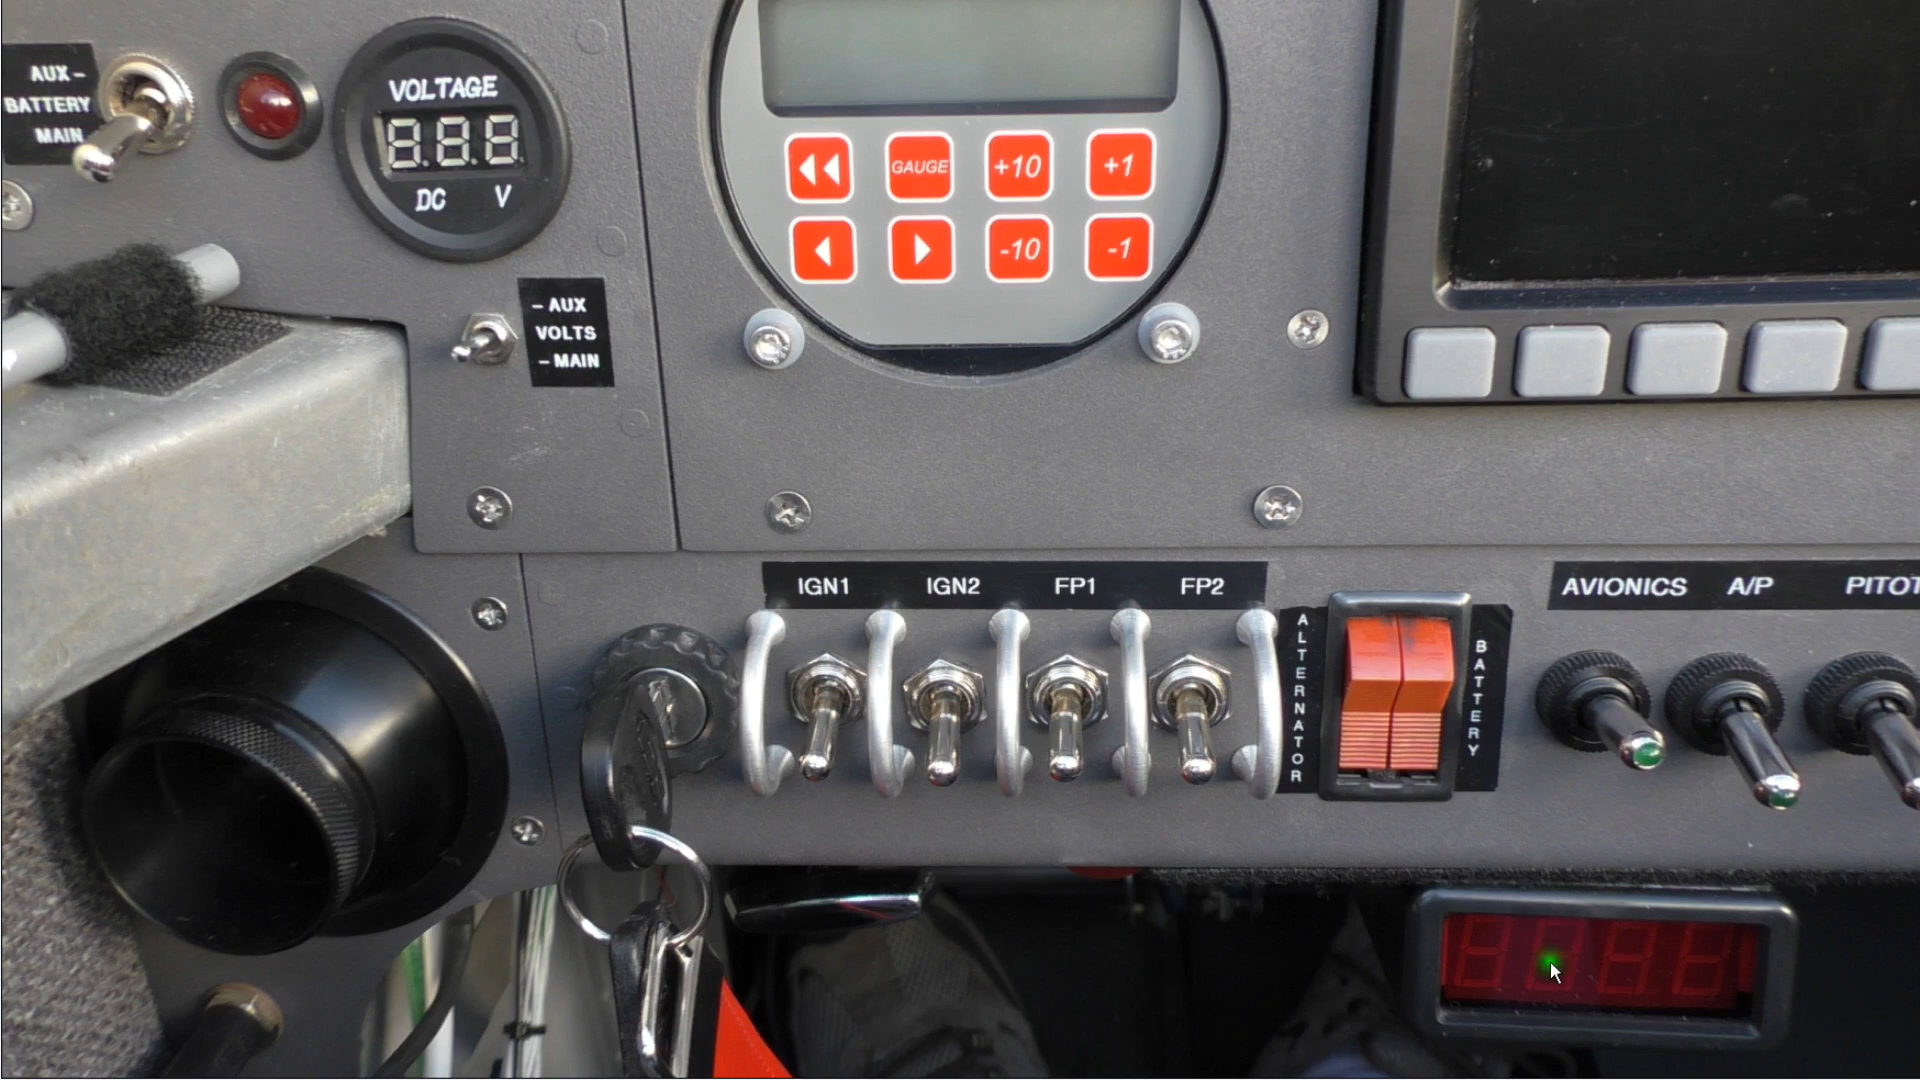 AUX –
BATTERY
MAIN
VOLTAGE
8.8.8.
DC V
– AUX
VOLTS
– MAIN
GAUGE
+10
+1
-10
-1
IGN1
IGN2
FP1
FP2
ALTERNATOR
BATTERY
AVIONICS
A/P
PITOT